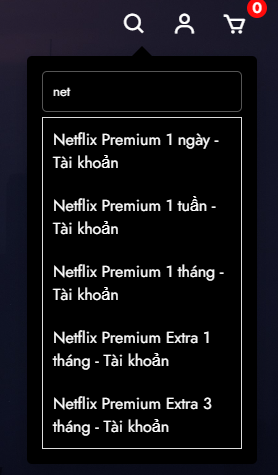 0
net
Netflix Premium 1 ngày -
Tài khoản
Netflix Premium 1 tuần -
Tài khoản
Netflix Premium 1 tháng -
Tài khoản
Netflix Premium Extra 1
tháng - Tài khoản
Netflix Premium Extra 3
tháng - Tài khoản